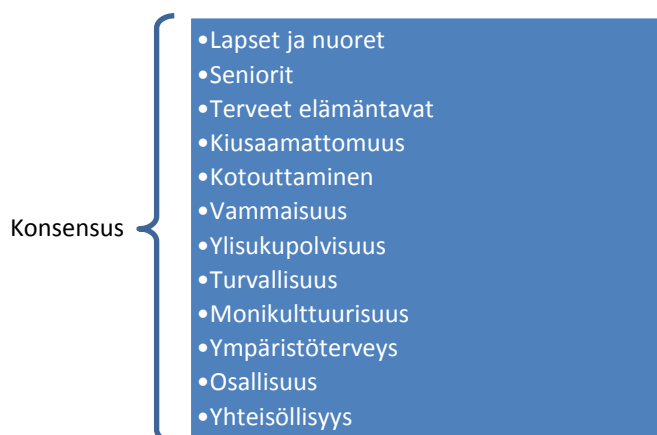 Konsensus
•Lapset ja nuoret
•Seniorit
•Terveet elämäntavat
•Kiusaamattomuus
•Kotouttaminen
•Vammaisuus
•Ylisukupolvisuus
•Turvallisuus
•Monikulttuurisuus
•Ympäristöterveys
•Osallisuus
•Yhteisöllisyys